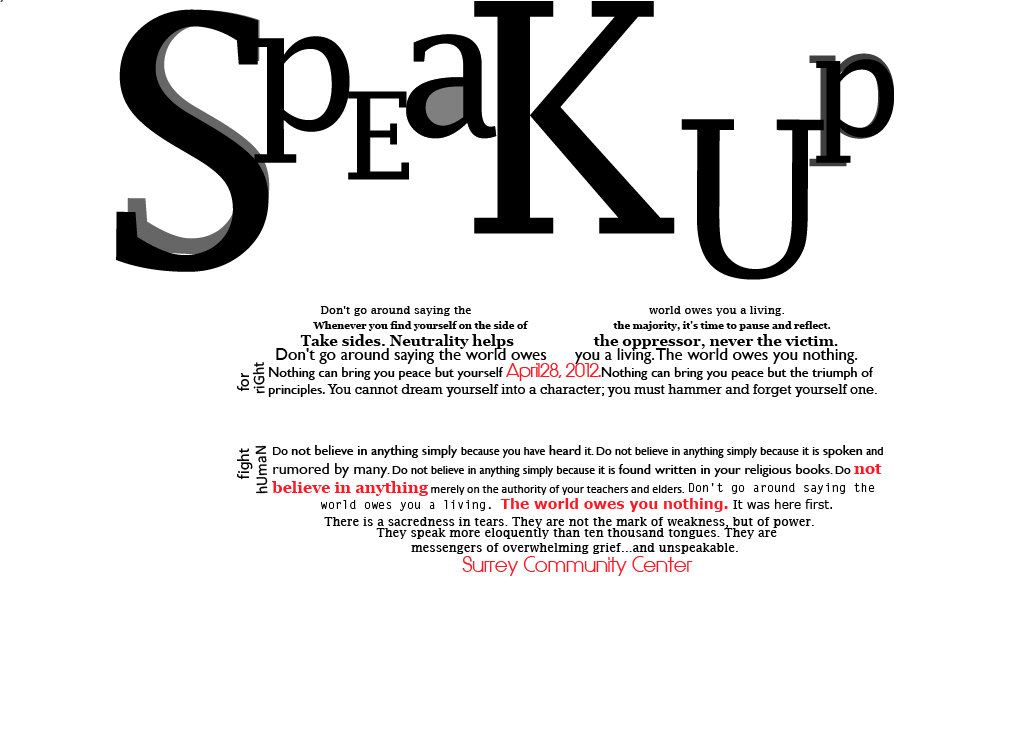 SpEaK Up
Don't go around saying the world owes you a living.
Whenever you find yourself on the side of the majority, it's time to pause and reflect.
Take sides. Neutrality helps the oppressor, never the victim.
Don't go around saying the world owes you a living.The world owes you nothing.
for
riGht
Nothing can bring you peace but yourself April28, 2012.Nothing can bring you peace but the triumph of
principles. You cannot dream yourself into a character; you must hammer and forget yourself one.
fight
hUmaN
Do not believe in anything simply because you have heard it. Do not believe in anything simply because it is spoken and
rumored by many. Do not believe in anything simply because it is found written in your religious books. Do not
believe in anything merely on the authority of your teachers and elders. Don't go around saying the
world owes you a living. The world owes you nothing. It was here first.
There is a sacredness in tears. They are not the mark of weakness, but of power.
They speak more eloquently than ten thousand tongues. They are
messengers of overwhelming grief...and unspeakable.
Surrey Community Center